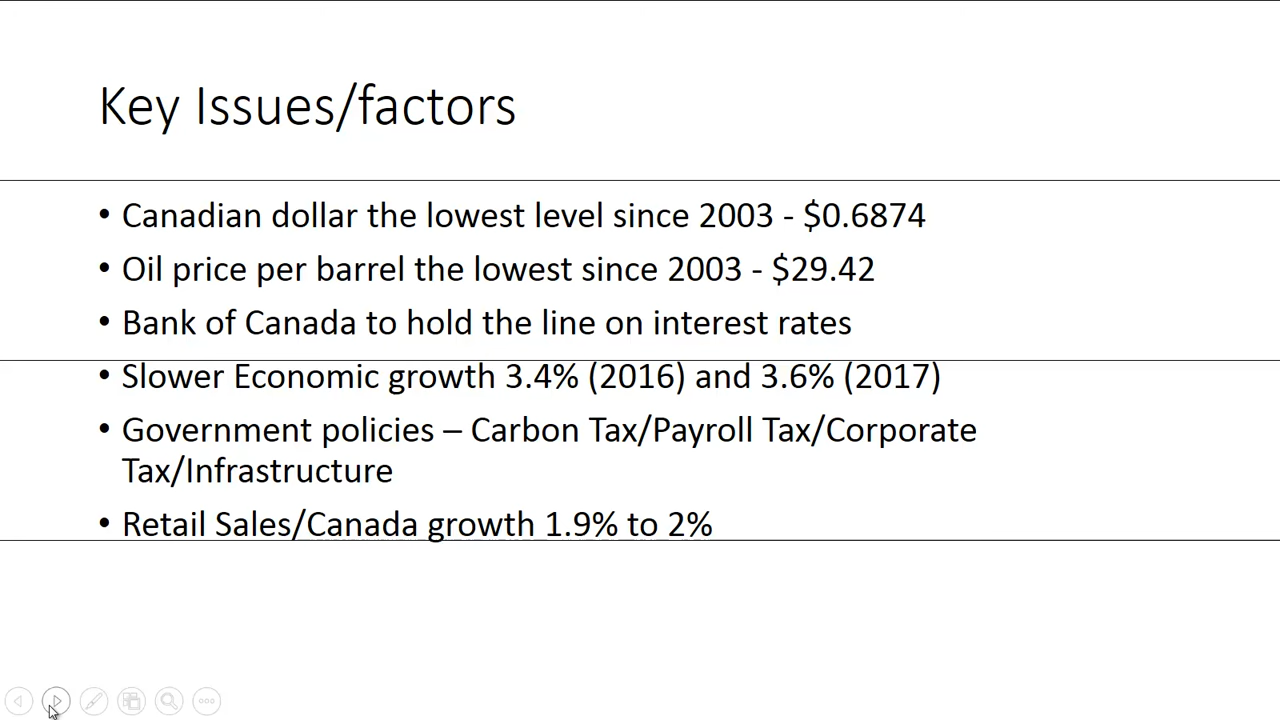 Key Issues/factors
• Canadian dollar the lowest level since 2003 - $0.6874
• Oil price per barrel the lowest since 2003 - $29.42
• Bank of Canada to hold the line on interest rates
• Slower Economic growth 3.4% (2016) and 3.6% (2017)
• Government policies – Carbon Tax/Payroll Tax/Corporate
Tax/Infrastructure
• Retail Sales/Canada growth 1.9% to 2%